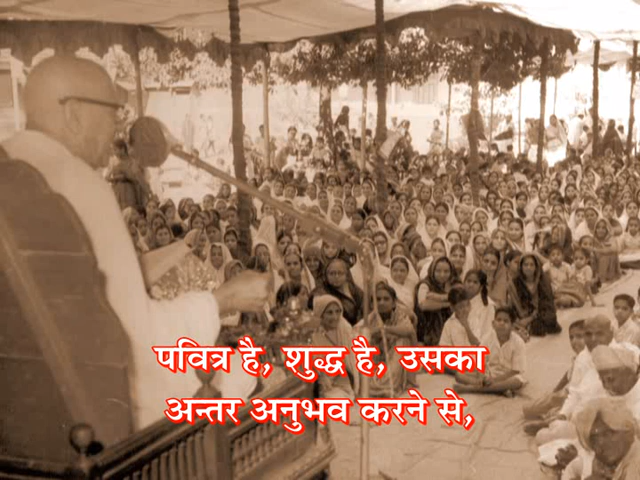 पवित्र है, शुद्ध है, उसका
अन्तर अनुभव करने से,